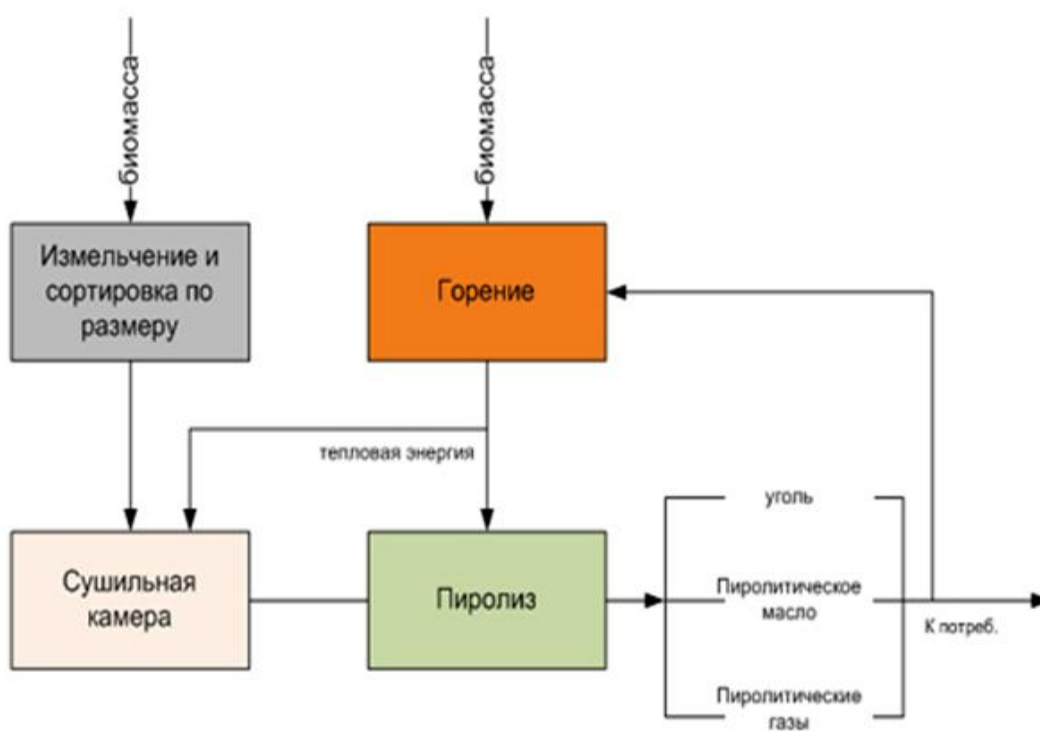 биомасса
биомасса
Измельчение и
сортировка по
размеру
Горение
тепловая энергия
Сушильная
камера
Пиролиз
уголь
Пиролитическое
масло
К потреб.
Пиролитические
газы